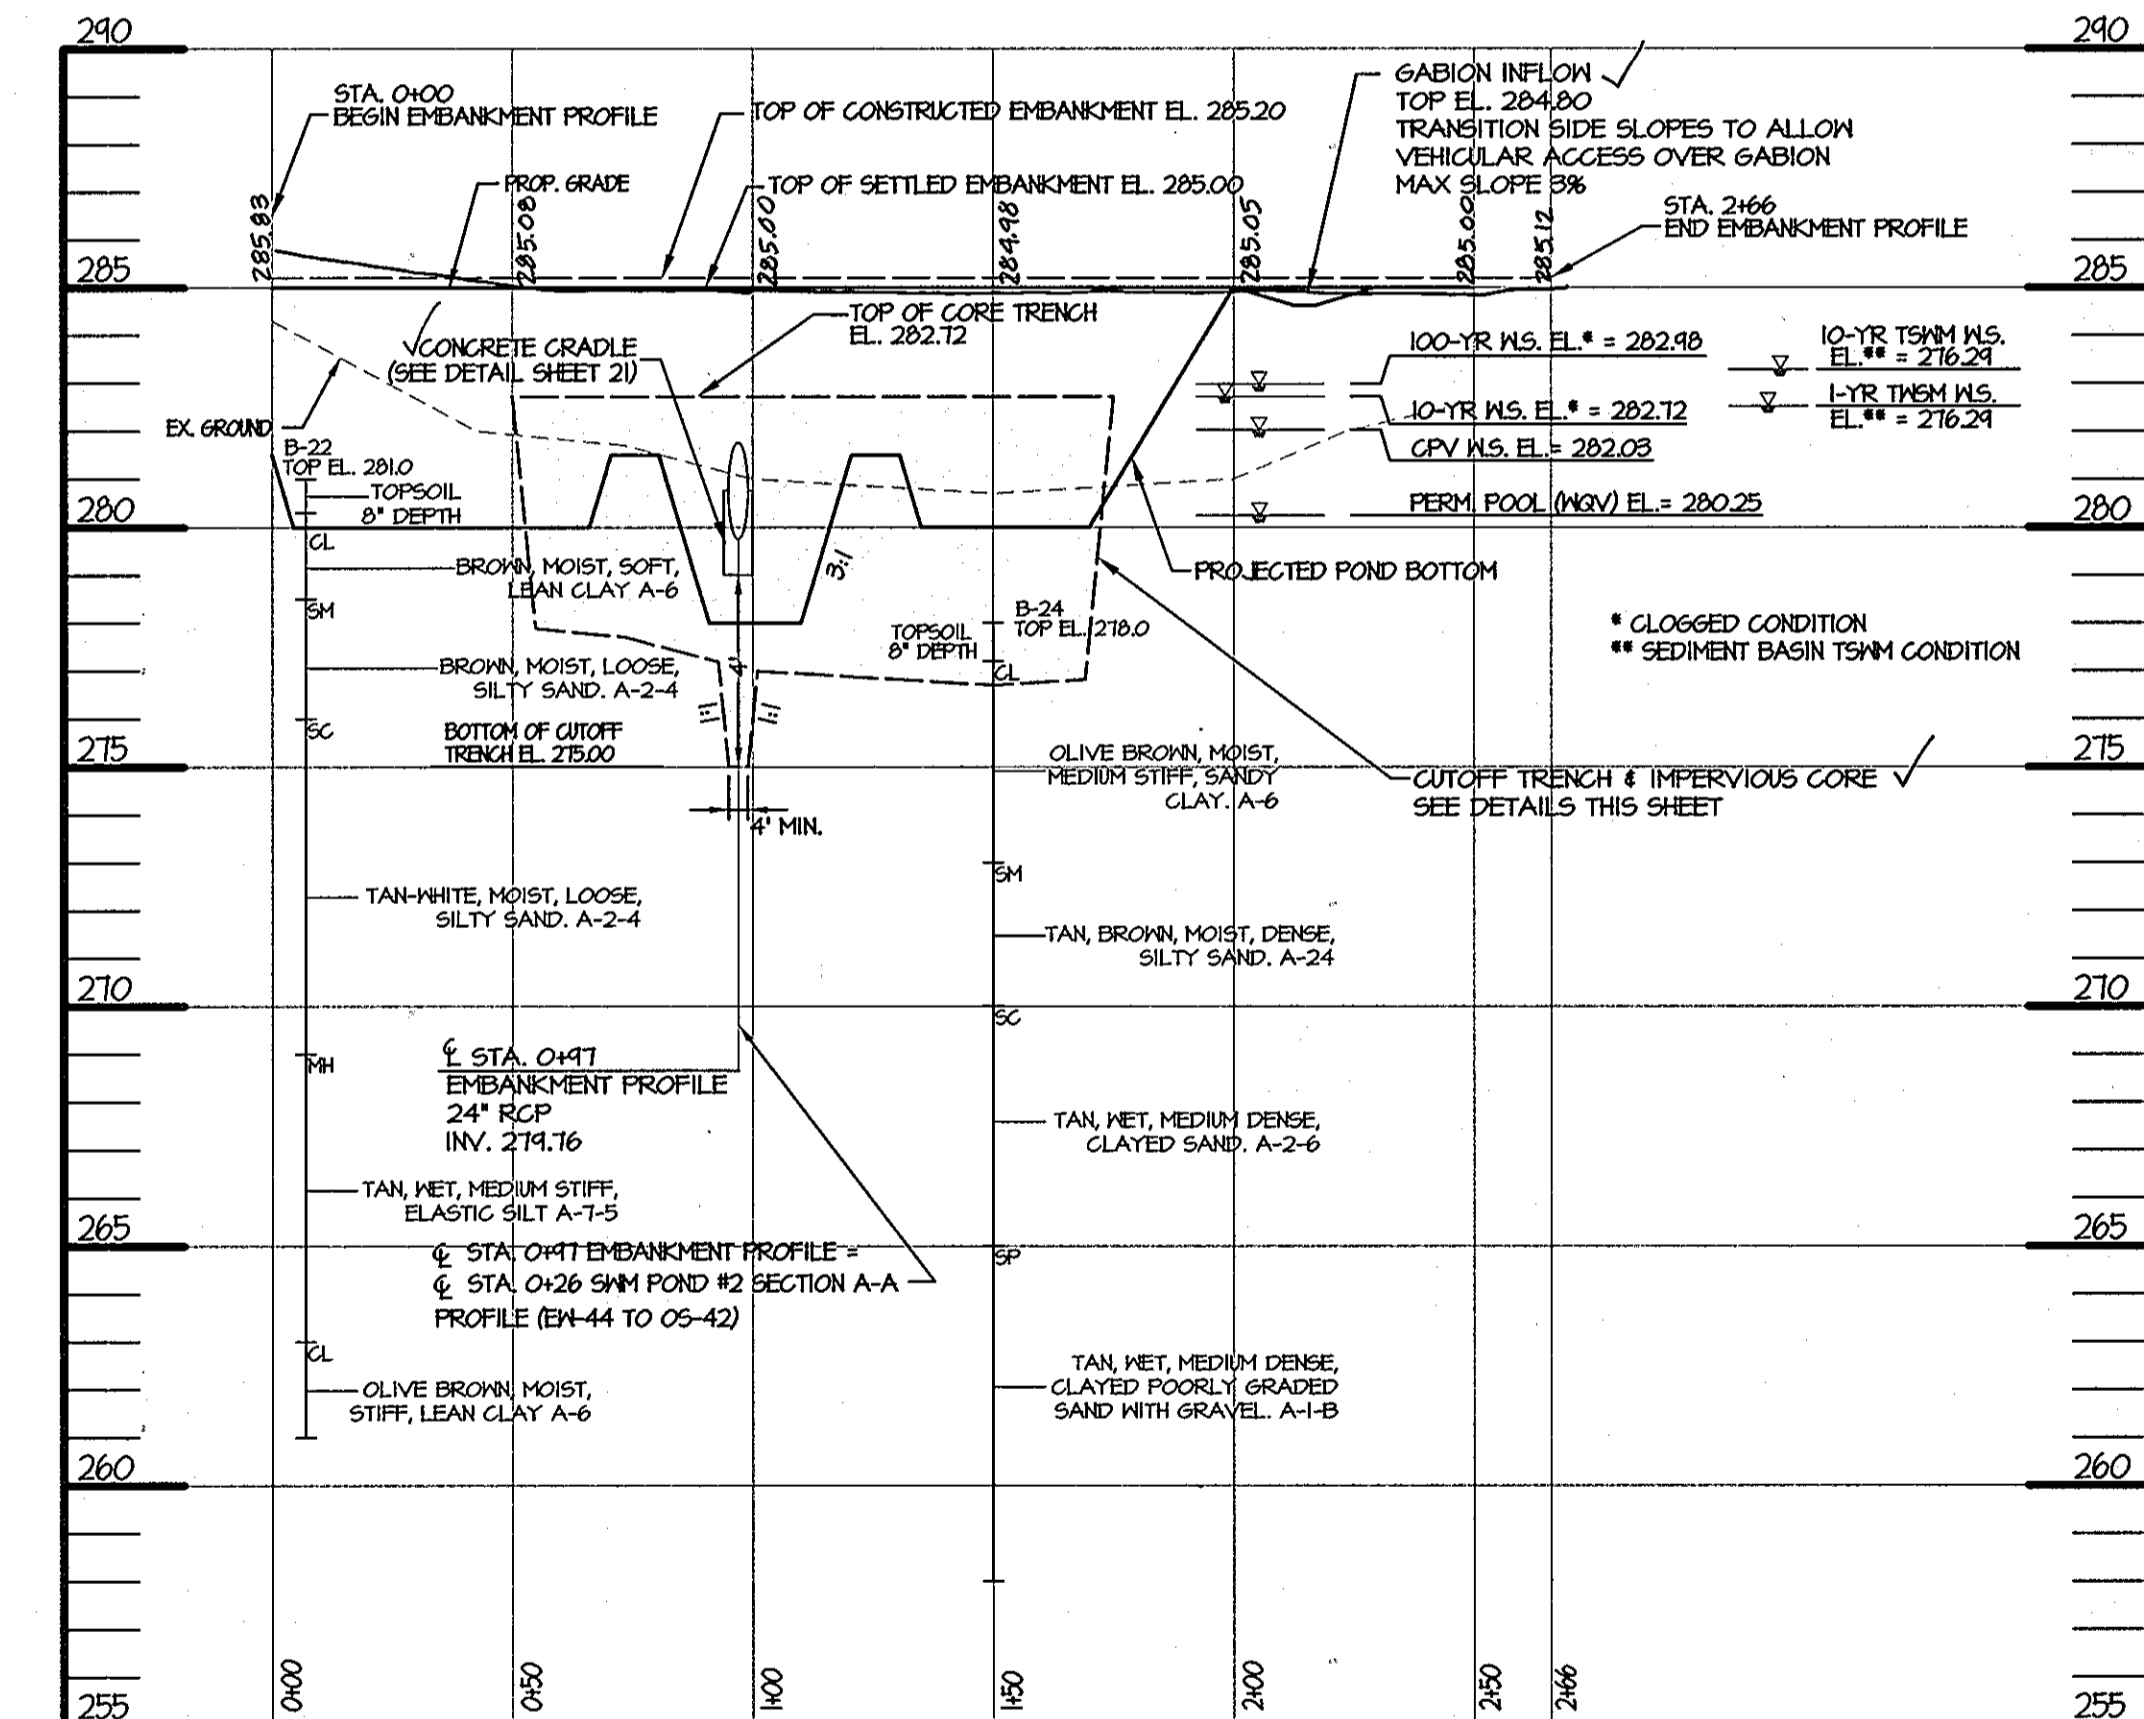 290
290
STA. 0+00
BEGIN EMBANKMENT PROFILE
TOP OF CONSTRUCTED EMBANKMENT EL. 285.20
GABION INFLOW
TOP EL. 284.80
TRANSITION SIDE SLOPES TO ALLOW
VEHICULAR ACCESS OVER GABION
MAX SLOPE 3%
PROP. GRADE
TOP OF SETTLED EMBANKMENT EL. 285.00
STA. 2+66
END EMBANKMENT PROFILE
285.83
285.08
285.00
284.98
285.05
285.09
285.12
285
285
TOP OF CORE TRENCH
EL. 282.72
CONCRETE CRADLE
(SEE DETAIL SHEET 21)
100-YR W.S. EL.* = 282.98
10-YR TSWM W.S.
EL.** = 276.29
10-YR W.S. EL.* = 282.72
1-YR TWSM W.S.
EL.** = 276.29
CPV W.S. EL.= 282.03
EX. GROUND
B-22
TOP EL. 281.0
TOPSOIL
8" DEPTH
PERM. POOL (WQV) EL.= 280.25
280
280
CL
BROWN, MOIST, SOFT,
LEAN CLAY A-6
3:1
PROJECTED POND BOTTOM
SM
B-24
TOP EL. 278.0
TOPSOIL
8" DEPTH
CL
* CLOGGED CONDITION
** SEDIMENT BASIN TSWM CONDITION
BROWN, MOIST, LOOSE,
SILTY SAND. A-2-4
4'
1:1
1:1
SC
BOTTOM OF CUTOFF
TRENCH EL. 275.00
275
275
OLIVE BROWN, MOIST,
MEDIUM STIFF, SANDY
CLAY. A-6
CUTOFF TRENCH & IMPERVIOUS CORE
SEE DETAILS THIS SHEET
4' MIN.
TAN-WHITE, MOIST, LOOSE,
SILTY SAND. A-2-4
SM
TAN, BROWN, MOIST, DENSE,
SILTY SAND. A-24
270
270
SC
MH
℄ STA. 0+97
EMBANKMENT PROFILE
24" RCP
INV. 279.76
TAN, WET, MEDIUM DENSE,
CLAYED SAND. A-2-6
TAN, WET, MEDIUM STIFF,
ELASTIC SILT A-7-5
265
265
SP
℄ STA. 0+97 EMBANKMENT PROFILE =
℄ STA. 0+26 SWM POND #2 SECTION A-A
PROFILE (EW-44 TO OS-42)
CL
OLIVE BROWN, MOIST,
STIFF, LEAN CLAY A-6
TAN, WET, MEDIUM DENSE,
CLAYED POORLY GRADED
SAND WITH GRAVEL. A-1-B
260
260
255
0+00
0+50
1+00
1+50
2+00
2+50
2+66
255